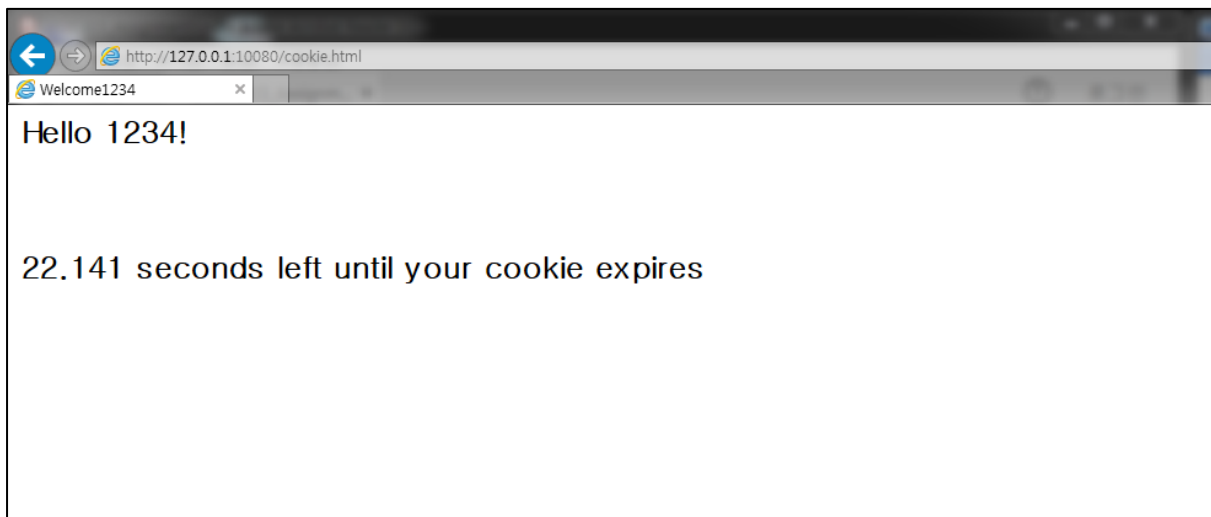 http://127.0.0.1:10080/cookie.html
Welcome1234
Hello 1234!
22.141 seconds left until your cookie expires